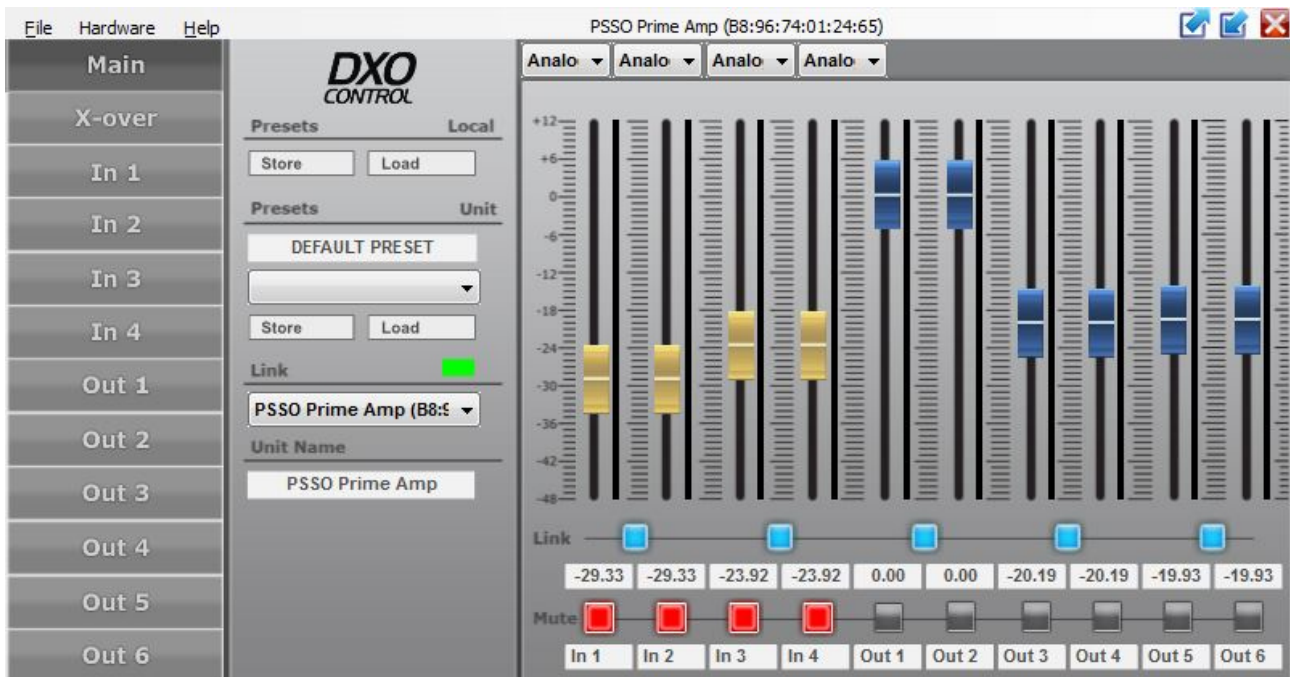 File Hardware Help PSSO Prime Amp (B8:96:74:01:24:65)
Main
X-over
In 1
In 2
In 3
In 4
Out 1
Out 2
Out 3
Out 4
Out 5
Out 6
DXO
CONTROL
Presets Local
Store Load
Presets Unit
DEFAULT PRESET
Store Load
Link
PSSO Prime Amp (B8:9
Unit Name
PSSO Prime Amp
Analo Analo Analo Analo
+12
+6
0
-6
-12
-18
-24
-30
-36
-42
-48
Link
-29.33 -29.33 -23.92 -23.92 0.00 0.00 -20.19 -20.19 -19.93 -19.93
Mute
In 1 In 2 In 3 In 4 Out 1 Out 2 Out 3 Out 4 Out 5 Out 6